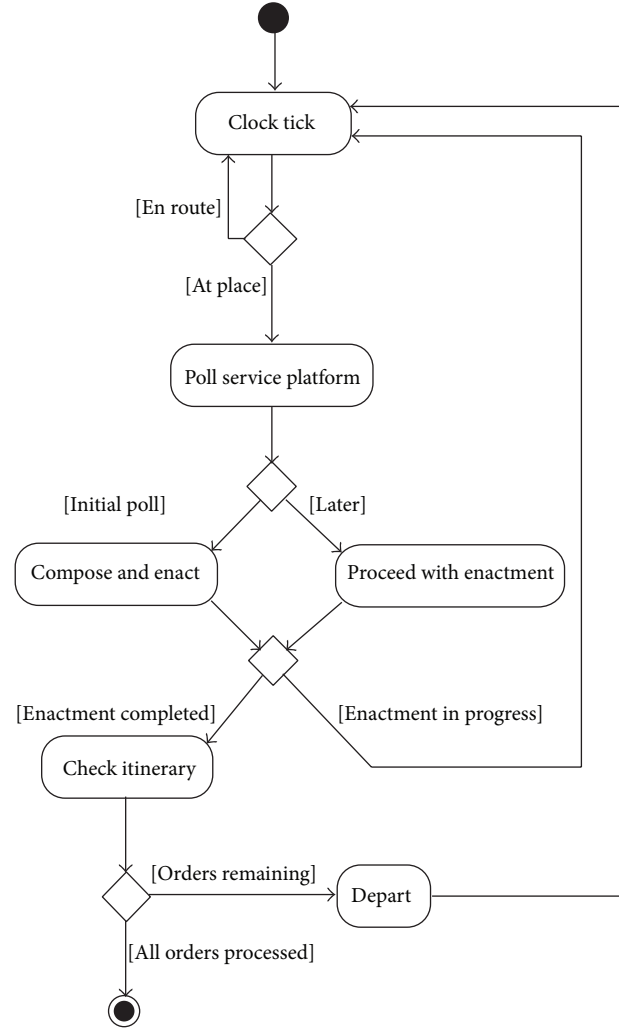 Clock tick
[En route]
[At place]
Poll service platform
[Initial poll]
[Later]
Compose and enact
Proceed with enactment
[Enactment completed]
[Enactment in progress]
Check itinerary
[Orders remaining]
Depart
[All orders processed]